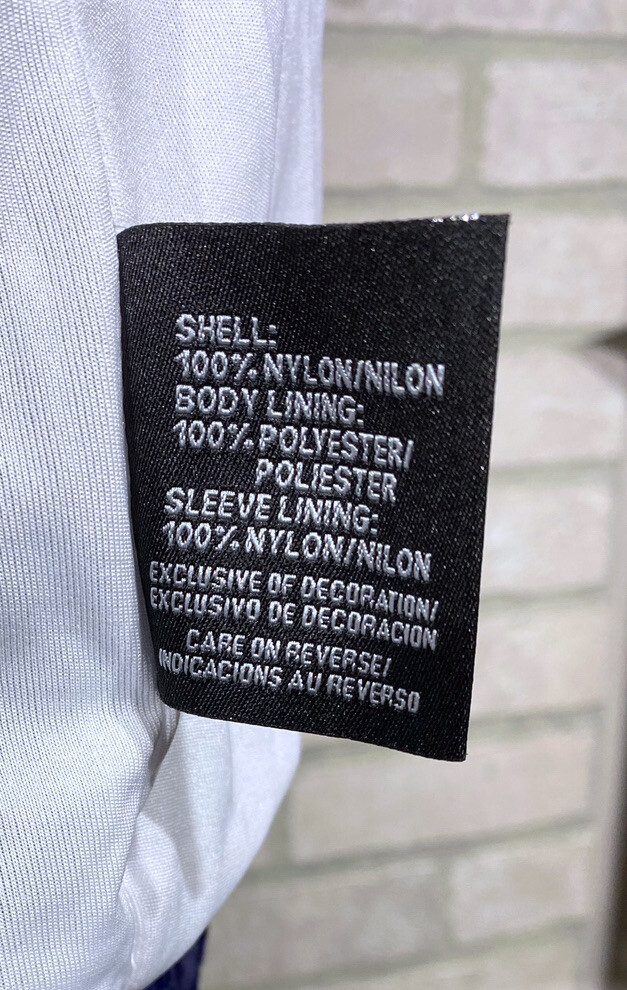 SHELL:
100% NYLON/NILON
BODY LINING:
100% POLYESTER/
POLIESTER
SLEEVE LINING:
100% NYLON/NILON
EXCLUSIVE OF DECORATION/
EXCLUSIVO DE DECORACION
CARE ON REVERSE/
INDICACIONS AU REVERSO